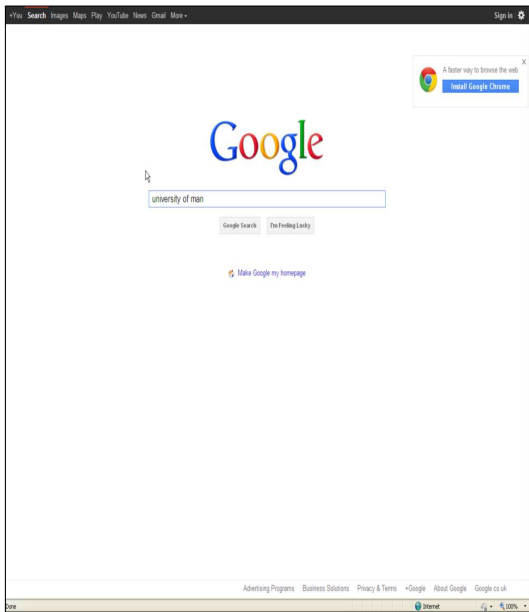 +You Search Images Maps Play YouTube News Gmail More Sign in
X
A faster way to browse the web
Install Google Chrome
Google
university of man
Google Search I'm Feeling Lucky
Make Google my homepage
Advertising Programs Business Solutions Privacy & Terms +Google About Google Google.co.uk
Done Internet 100%